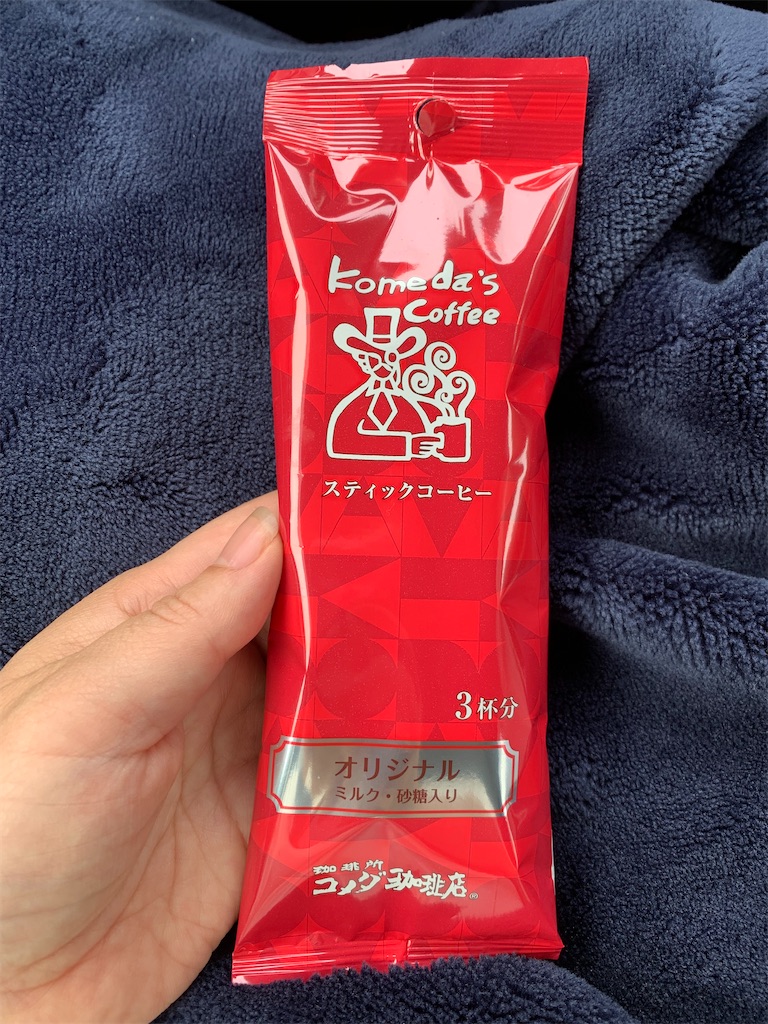 Komeda's
Coffee
スティックコーヒー
3杯分
オリジナル
ミルク・砂糖入り
珈琲所
コメダ珈琲店®